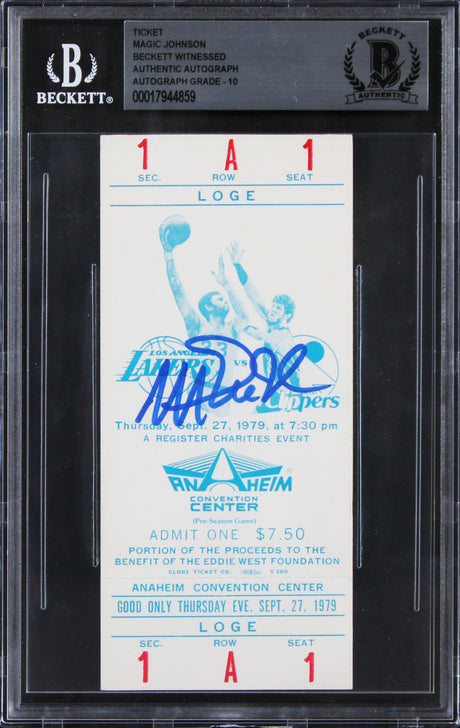 BECKETT®
TICKET
MAGIC JOHNSON
BECKETT WITNESSED
AUTHENTIC AUTOGRAPH
AUTOGRAPH GRADE - 10
00017944859
BECKETT
AUTHENTIC
1 A 1
SEC. ROW SEAT
LOGE
33
LOS ANGELES
LAKERS
VS
Clippers
Thursday, Sept. 27, 1979, at 7:30 pm
A REGISTER CHARITIES EVENT
ANAHEIM®
CONVENTION
CENTER
(Pre-Season Game)
ADMIT ONE $7.50
PORTION OF THE PROCEEDS TO THE
BENEFIT OF THE EDDIE WEST FOUNDATION
GLOBE TICKET CO. S 260
ANAHEIM CONVENTION CENTER
GOOD ONLY THURSDAY EVE. SEPT. 27, 1979
LOGE
SEC. ROW SEAT
1 A 1